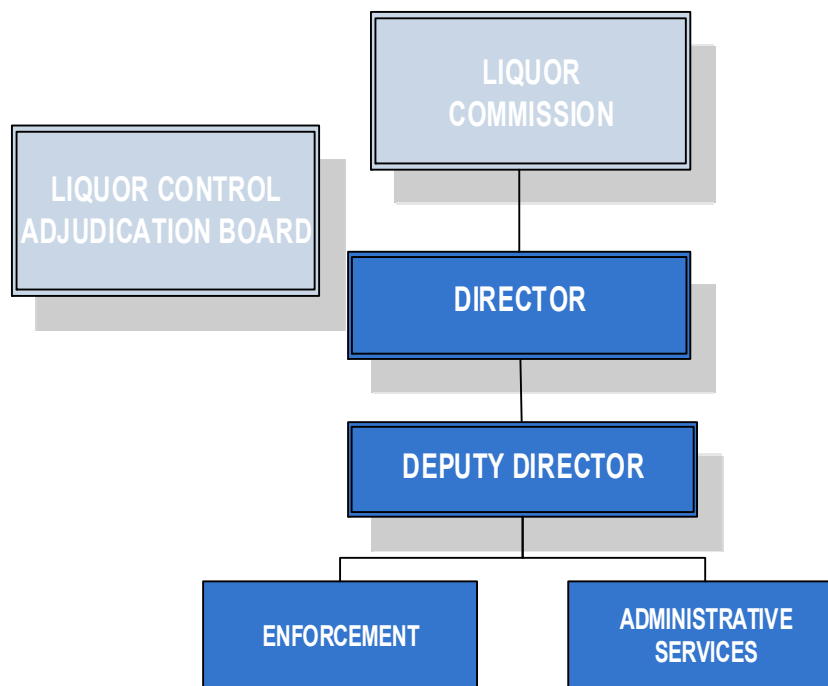 LIQUOR
COMMISSION
LIQUOR CONTROL
ADJUDICATION BOARD
DIRECTOR
DEPUTY DIRECTOR
ENFORCEMENT
ADMINISTRATIVE
SERVICES